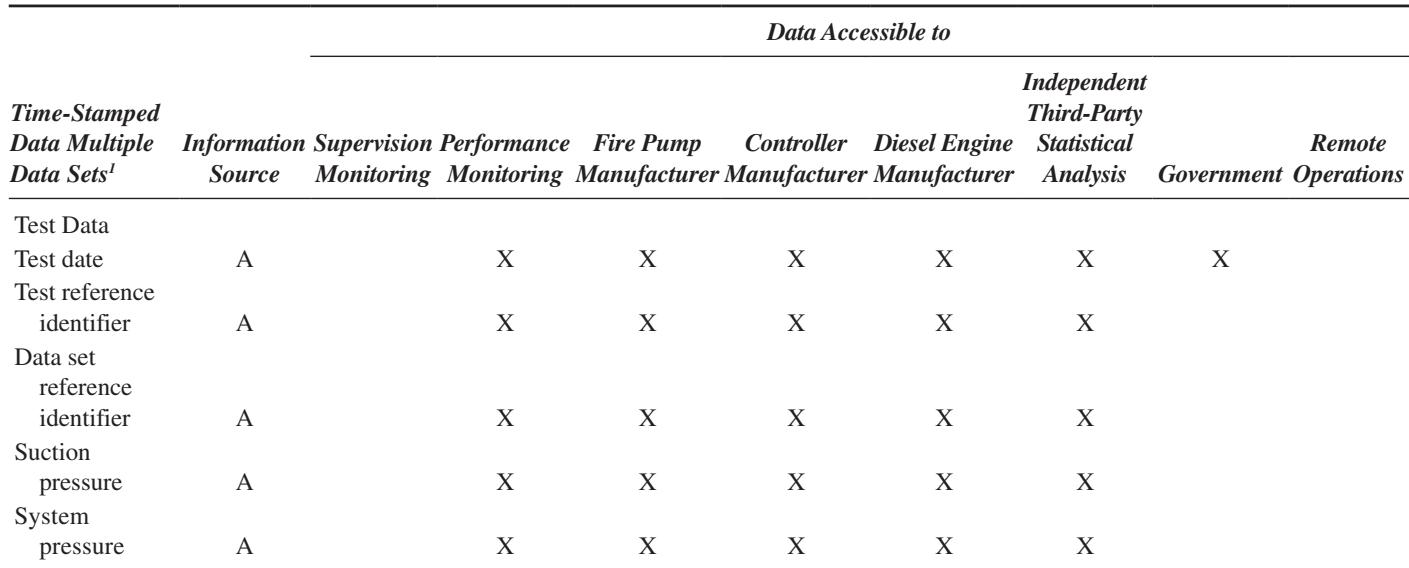 Data Accessible to
Independent
Time-Stamped Third-Party
Data Multiple Information Supervision Performance Fire Pump Controller Diesel Engine Statistical Remote
Data Sets1 Source Monitoring Monitoring Manufacturer Manufacturer Manufacturer Analysis Government Operations
Test Data
Test date A X X X X X X
Test reference
identifier A X X X X X
Data set
reference
identifier A X X X X X
Suction
pressure A X X X X X
System
pressure A X X X X X